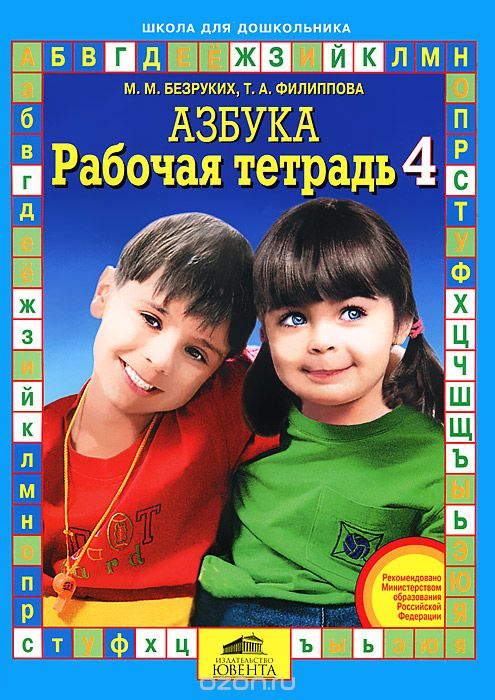 ШКОЛА ДЛЯ ДОШКОЛЬНИКА
А Б В Г Д Е Ё Ж З И Й К Л М Н
М. М. БЕЗРУКИХ, Т. А. ФИЛИППОВА
АЗБУКА
Рабочая тетрадь 4
а б в г д е ё ж з и й к л м н о п р с т у ф х ц
О П Р С Т У Ф Х Ц Ч Ш Щ Ъ Ы Ь Э Ю Я
Рекомендовано
Министерством
образования
Российской
Федерации
ИЗДАТЕЛЬСТВО
ЮВЕНТА
ъ ы ь э ю я
ozon.ru